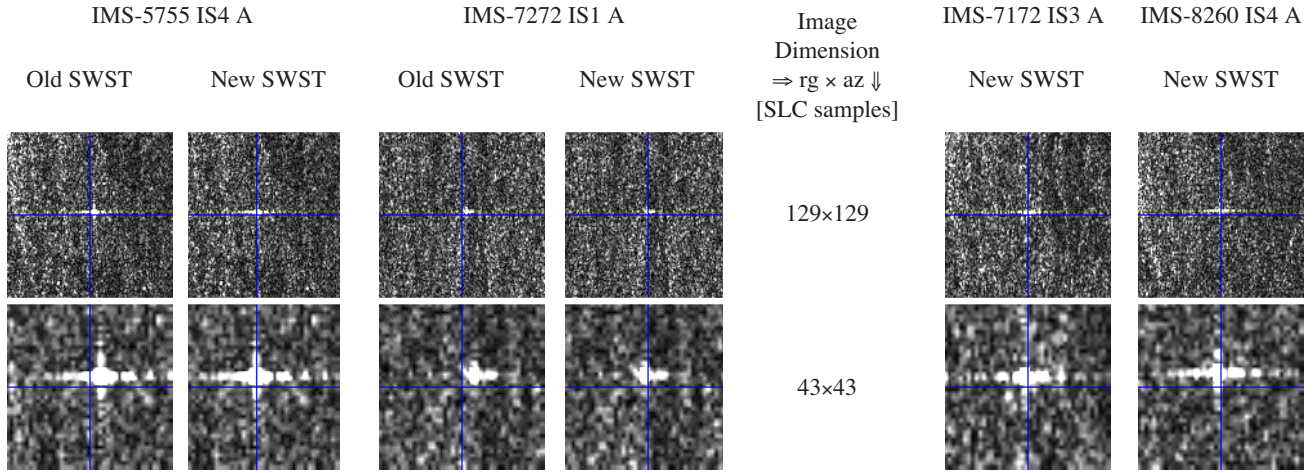 IMS-5755 IS4 A IMS-7272 IS1 A Image IMS-7172 IS3 A IMS-8260 IS4 A
Dimension
Old SWST New SWST Old SWST New SWST ⇒ rg × az ⇓ New SWST New SWST
[SLC samples]
129×129
43×43